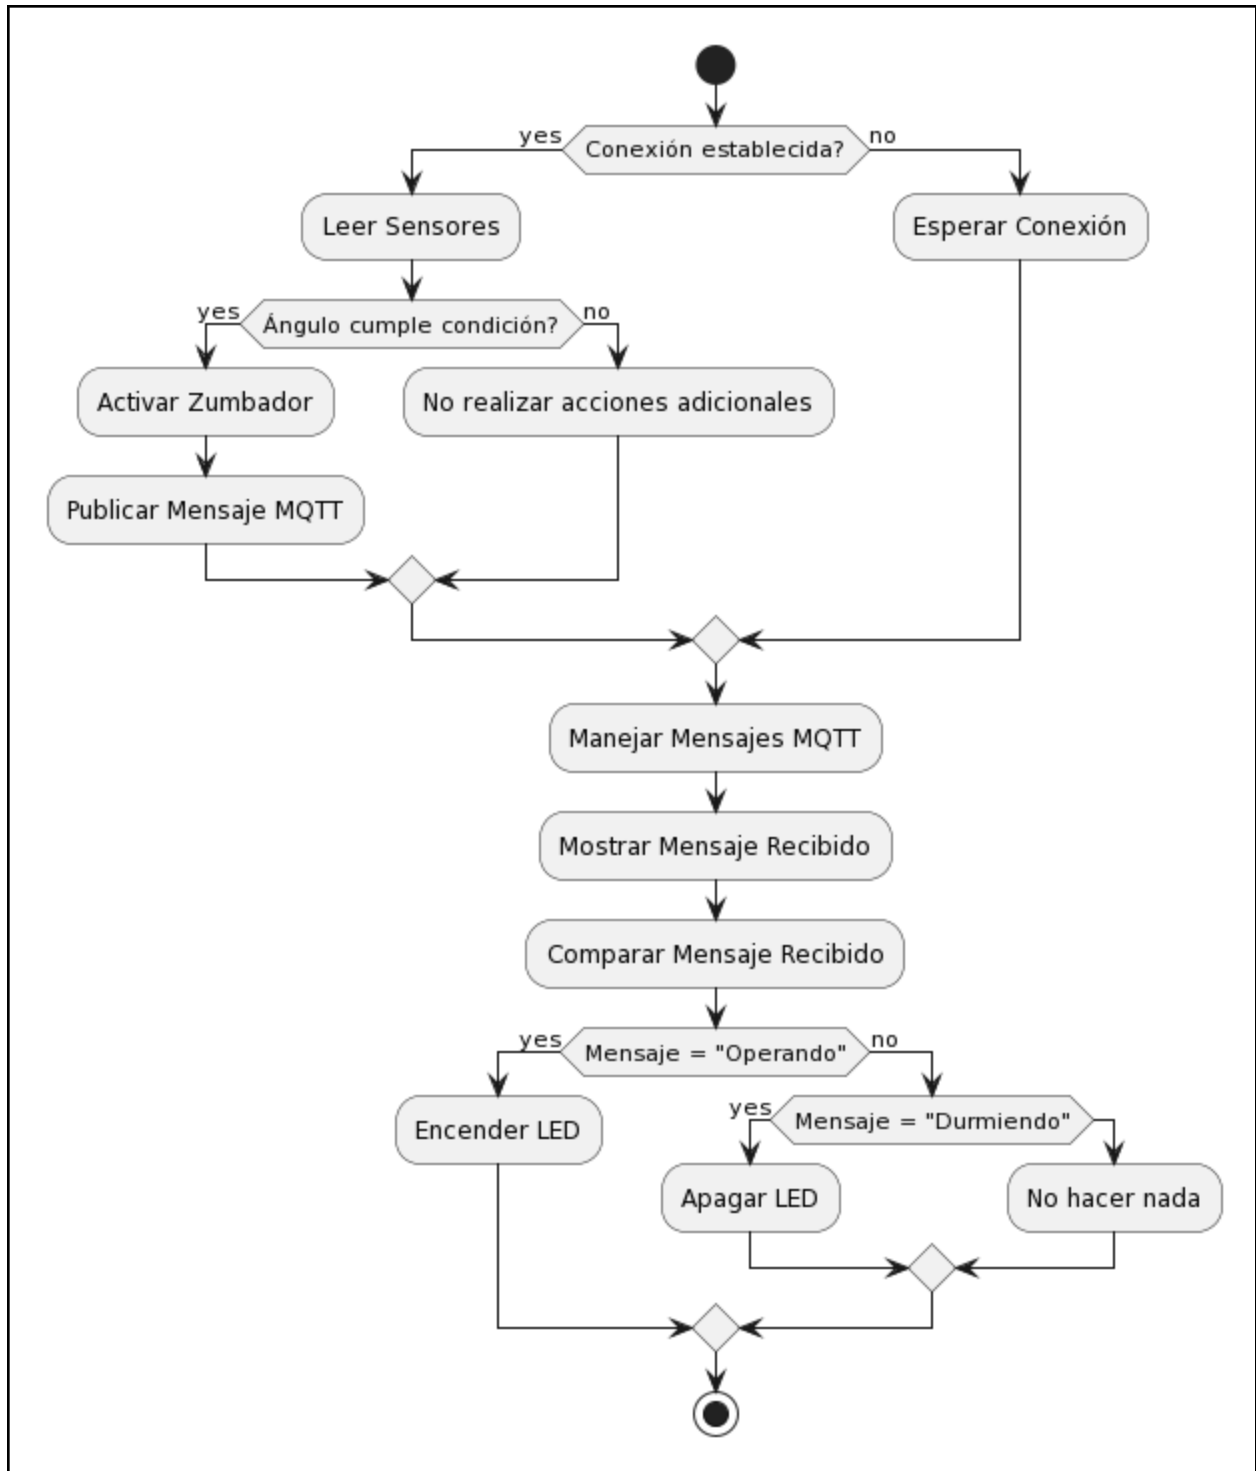 yes
Conexión establecida?
no
Leer Sensores
Esperar Conexión
yes
Ángulo cumple condición?
no
Activar Zumbador
No realizar acciones adicionales
Publicar Mensaje MQTT
Manejar Mensajes MQTT
Mostrar Mensaje Recibido
Comparar Mensaje Recibido
yes
Mensaje = "Operando"
no
Encender LED
yes
Mensaje = "Durmiendo"
Apagar LED
No hacer nada